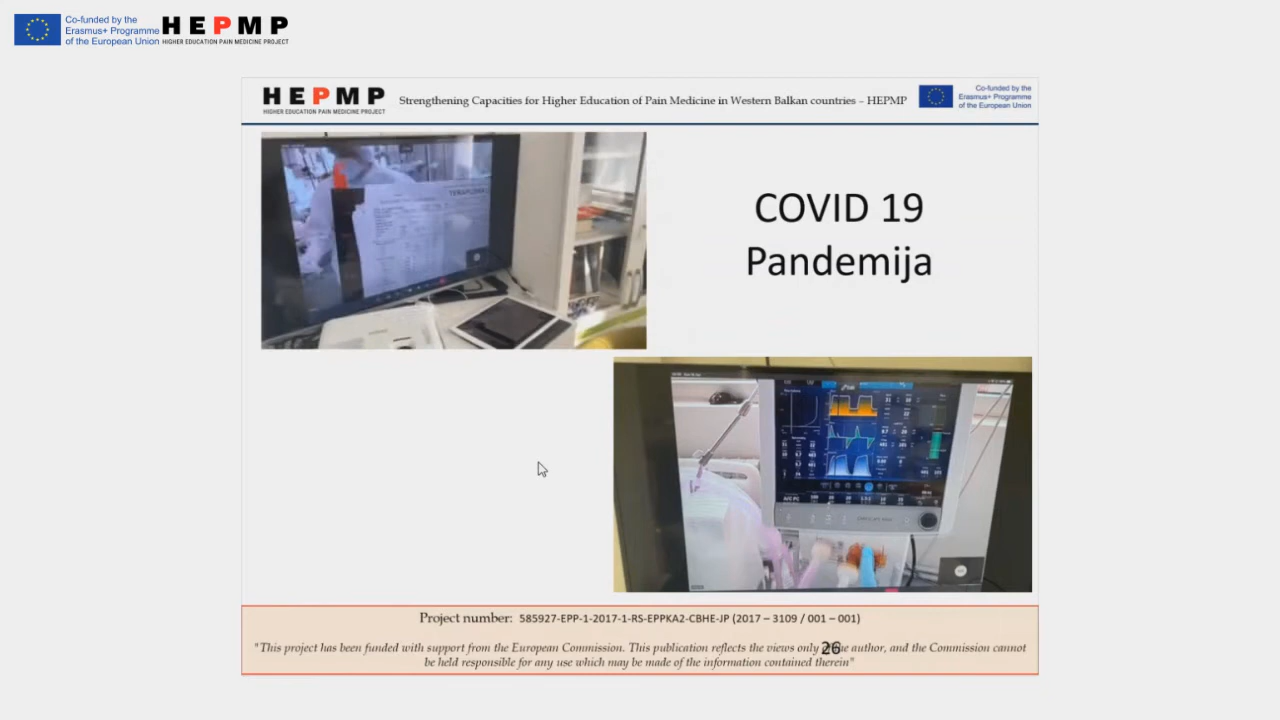 Co-funded by the
Erasmus+ Programme
of the European Union
HEPMP
HIGHER EDUCATION PAIN MEDICINE PROJECT
HEPMP
HIGHER EDUCATION PAIN MEDICINE PROJECT
Strengthening Capacities for Higher Education of Pain Medicine in Western Balkan countries – HEPMP
Co-funded by the
Erasmus+ Programme
of the European Union
COVID 19
Pandemija
Project number: 585927-EPP-1-2017-1-RS-EPPKA2-CBHE-JP (2017 – 3109 / 001 – 001)
"This project has been funded with support from the European Commission. This publication reflects the views only author, and the Commission cannot
26
be held responsible for any use which may be made of the information contained therein"